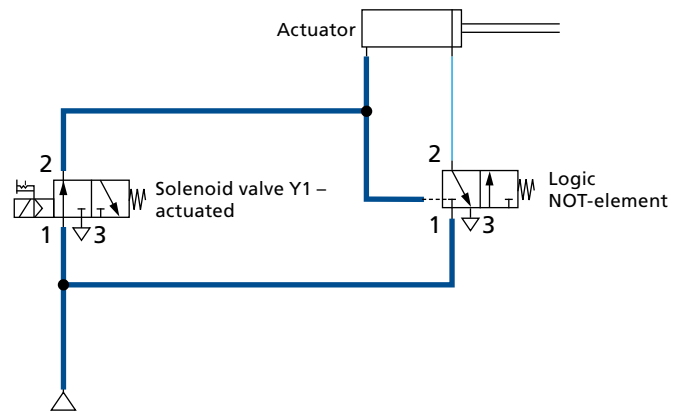 Actuator
2
Solenoid valve Y1 –
actuated
1
3
2
Logic
NOT-element
1
3